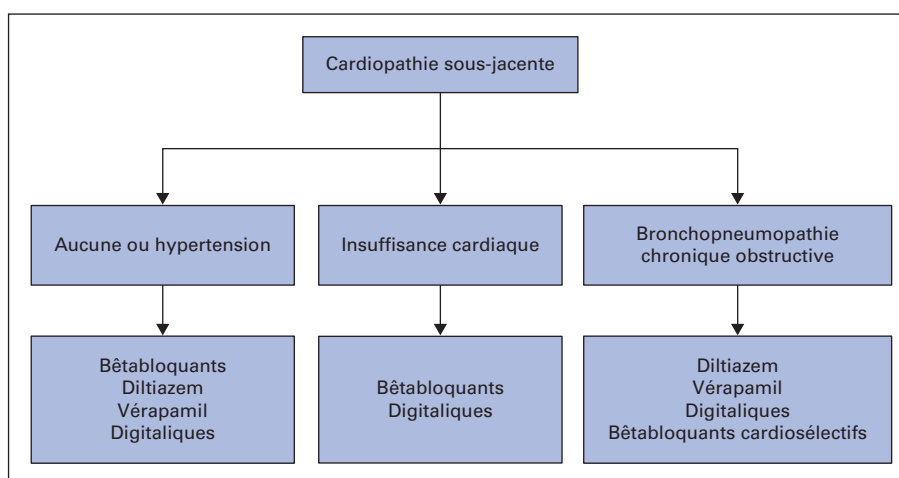 Cardiopathie sous-jacente
Aucune ou hypertension
Insuffisance cardiaque
Bronchopneumopathie
chronique obstructive
Bêtabloquants
Diltiazem
Vérapamil
Digitaliques
Bêtabloquants
Digitaliques
Diltiazem
Vérapamil
Digitaliques
Bêtabloquants cardiosélectifs